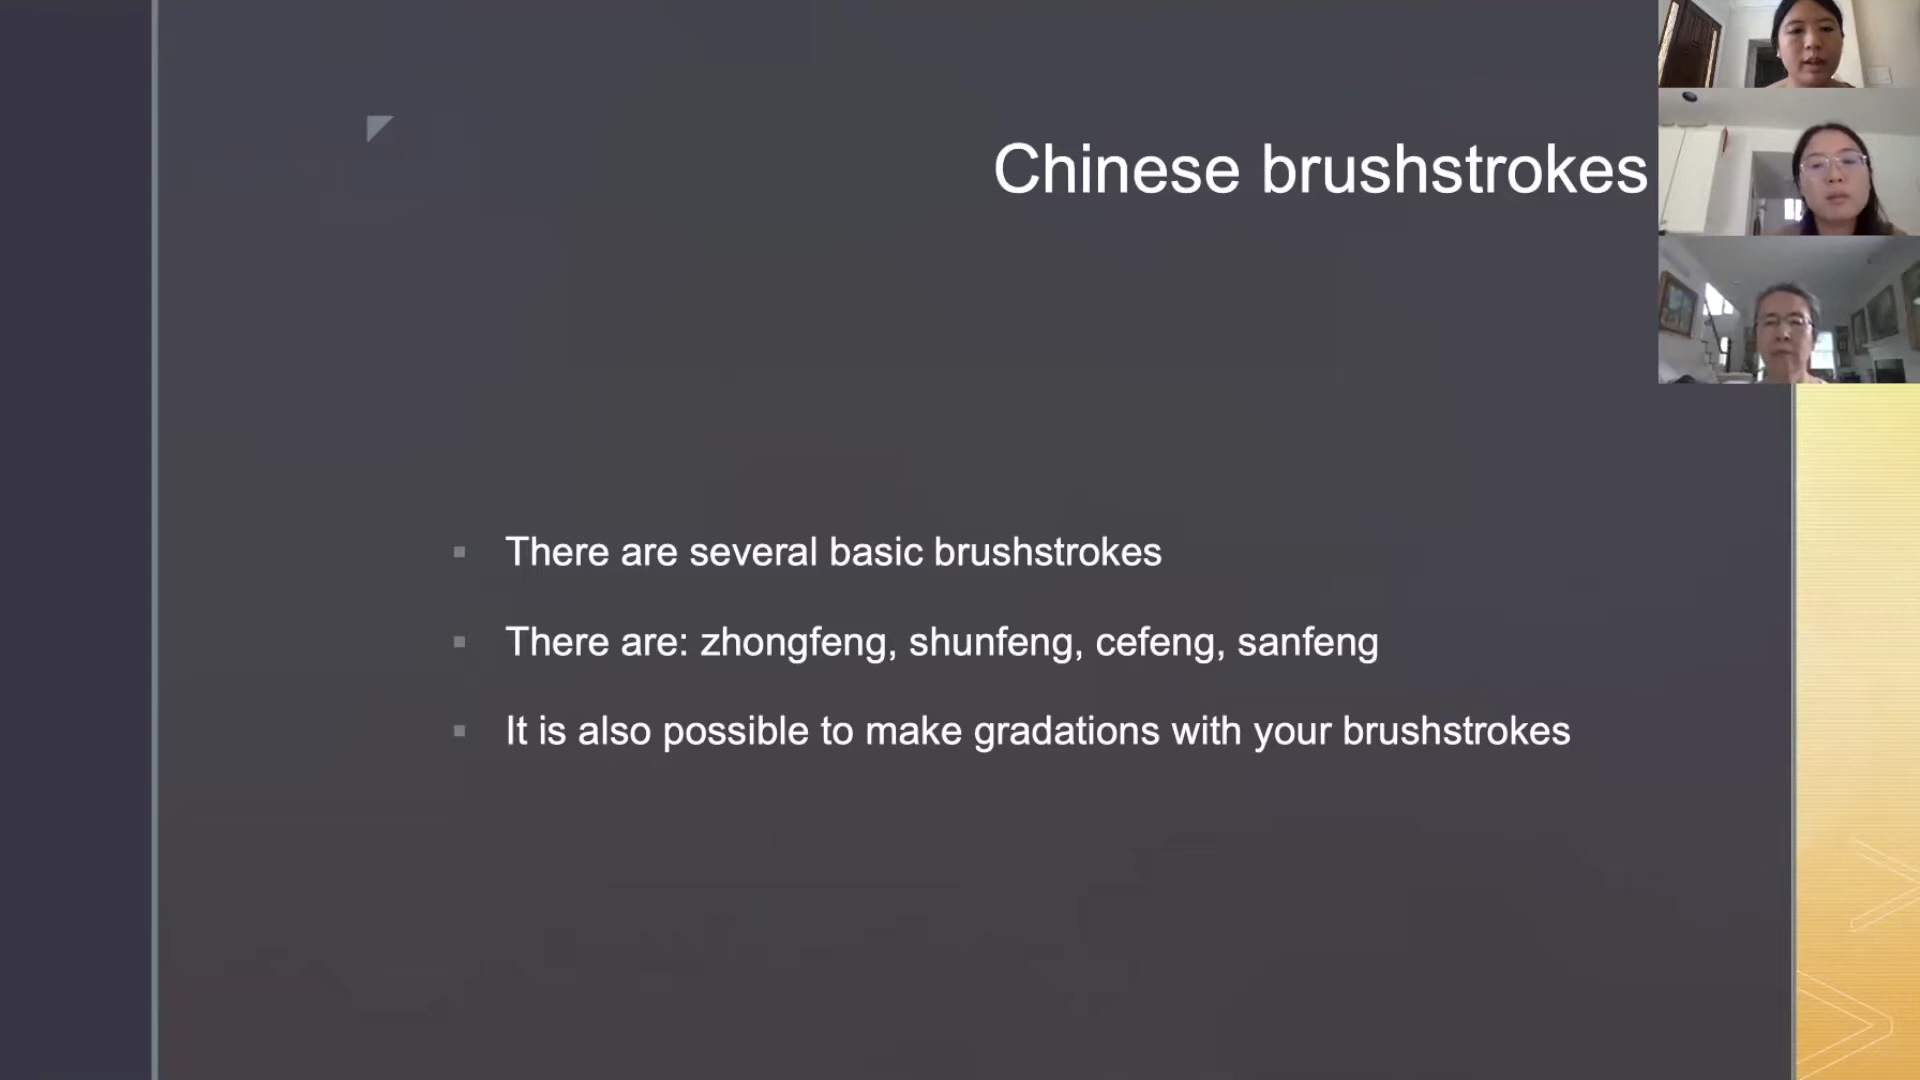 Chinese brushstrokes
There are several basic brushstrokes
There are: zhongfeng, shunfeng, cefeng, sanfeng
It is also possible to make gradations with your brushstrokes